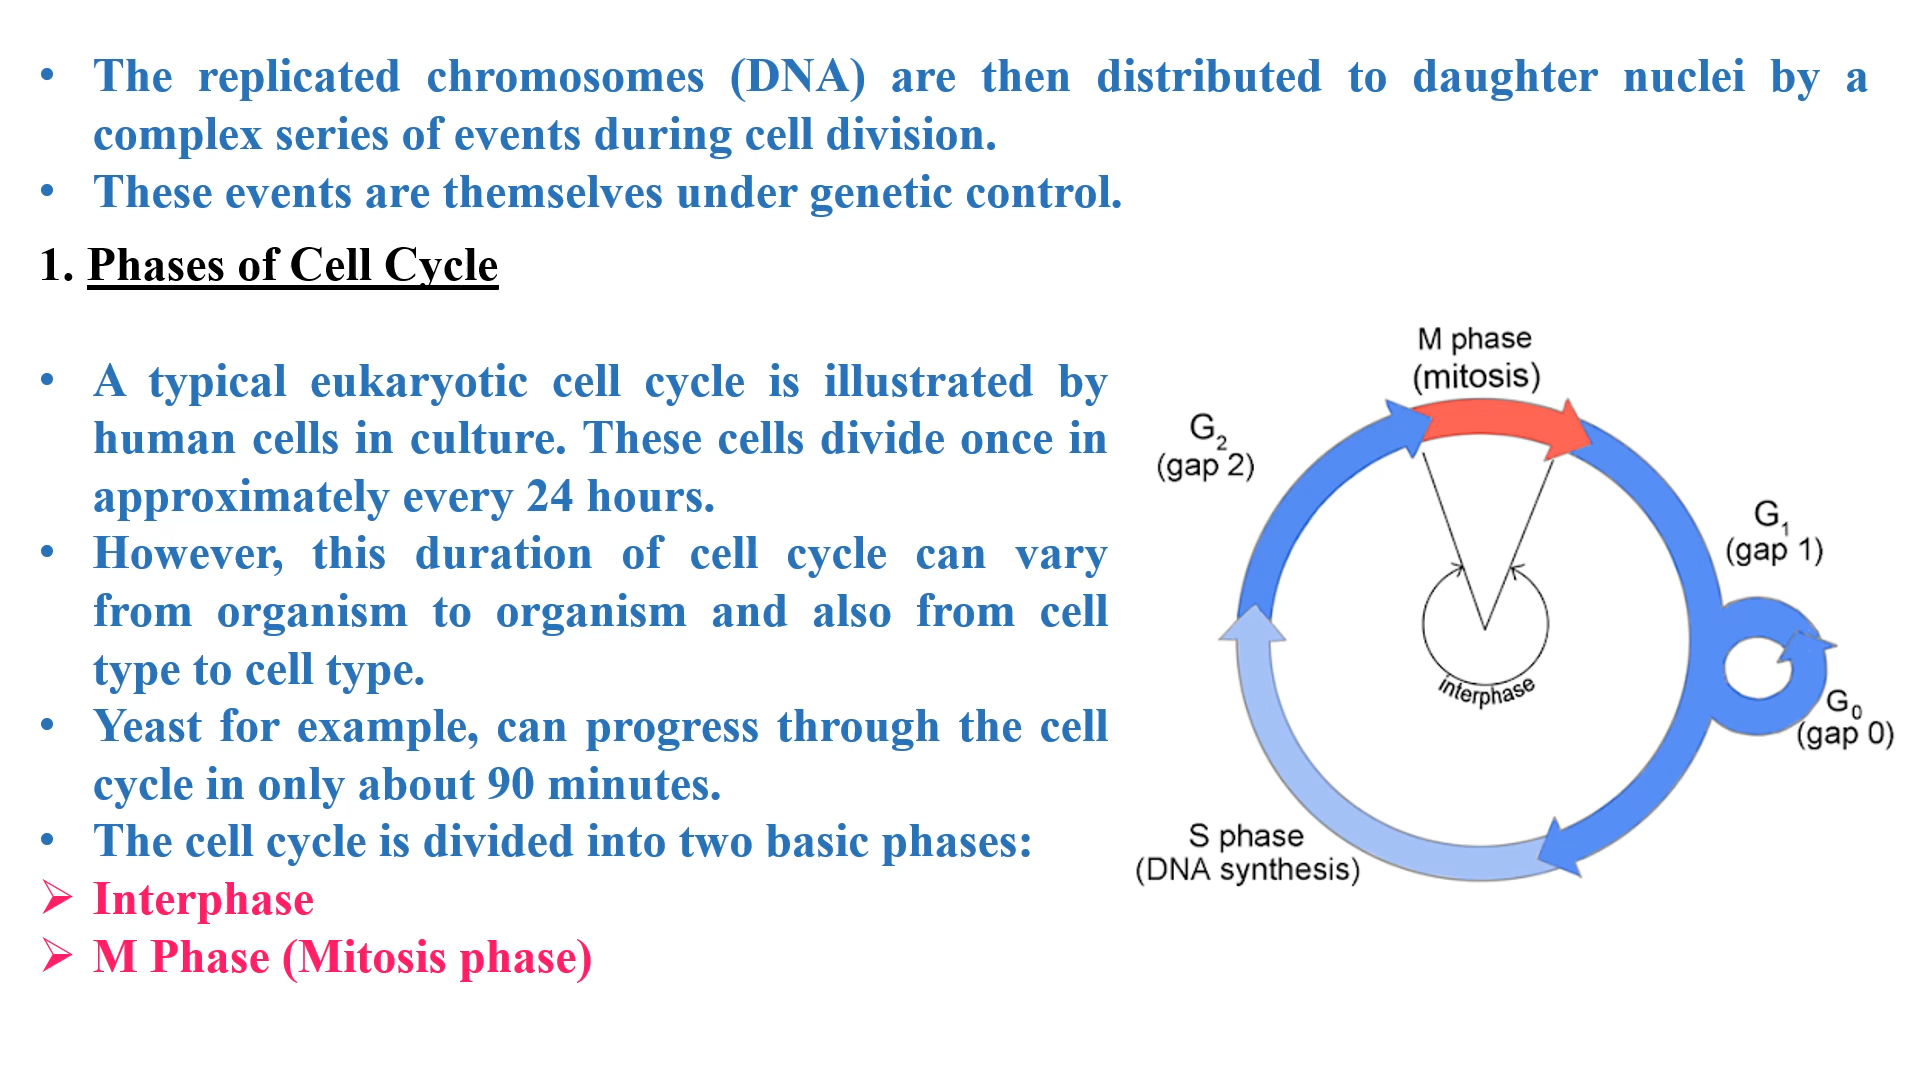 • The replicated chromosomes (DNA) are then distributed to daughter nuclei by a
complex series of events during cell division.
• These events are themselves under genetic control.
1. Phases of Cell Cycle
• A typical eukaryotic cell cycle is illustrated by
human cells in culture. These cells divide once in
approximately every 24 hours.
• However, this duration of cell cycle can vary
from organism to organism and also from cell
type to cell type.
• Yeast for example, can progress through the cell
cycle in only about 90 minutes.
• The cell cycle is divided into two basic phases:
➢ Interphase
➢ M Phase (Mitosis phase)
M phase
(mitosis)
G₂
(gap 2)
G₁
(gap 1)
interphase
G₀
(gap 0)
S phase
(DNA synthesis)